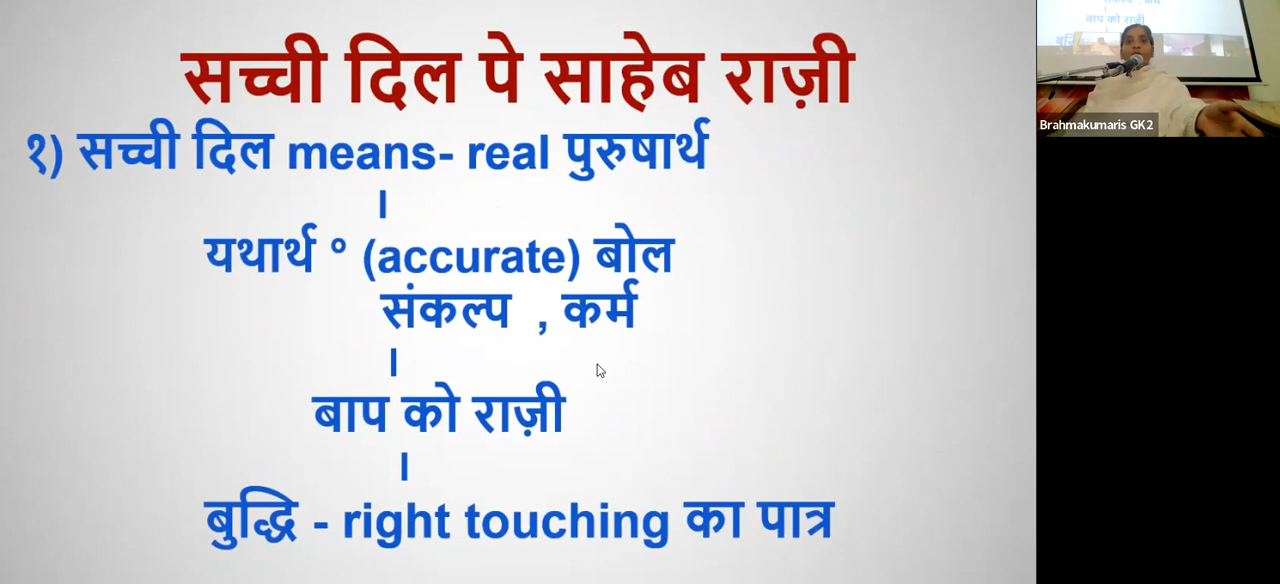 सच्ची दिल पे साहेब राज़ी
१) सच्ची दिल means- real पुरुषार्थ
।
यथार्थ ° (accurate) बोल
संकल्प , कर्म
।
बाप को राज़ी
।
बुद्धि - right touching का पात्र
बाप को राज़ी
Brahmakumaris GK2